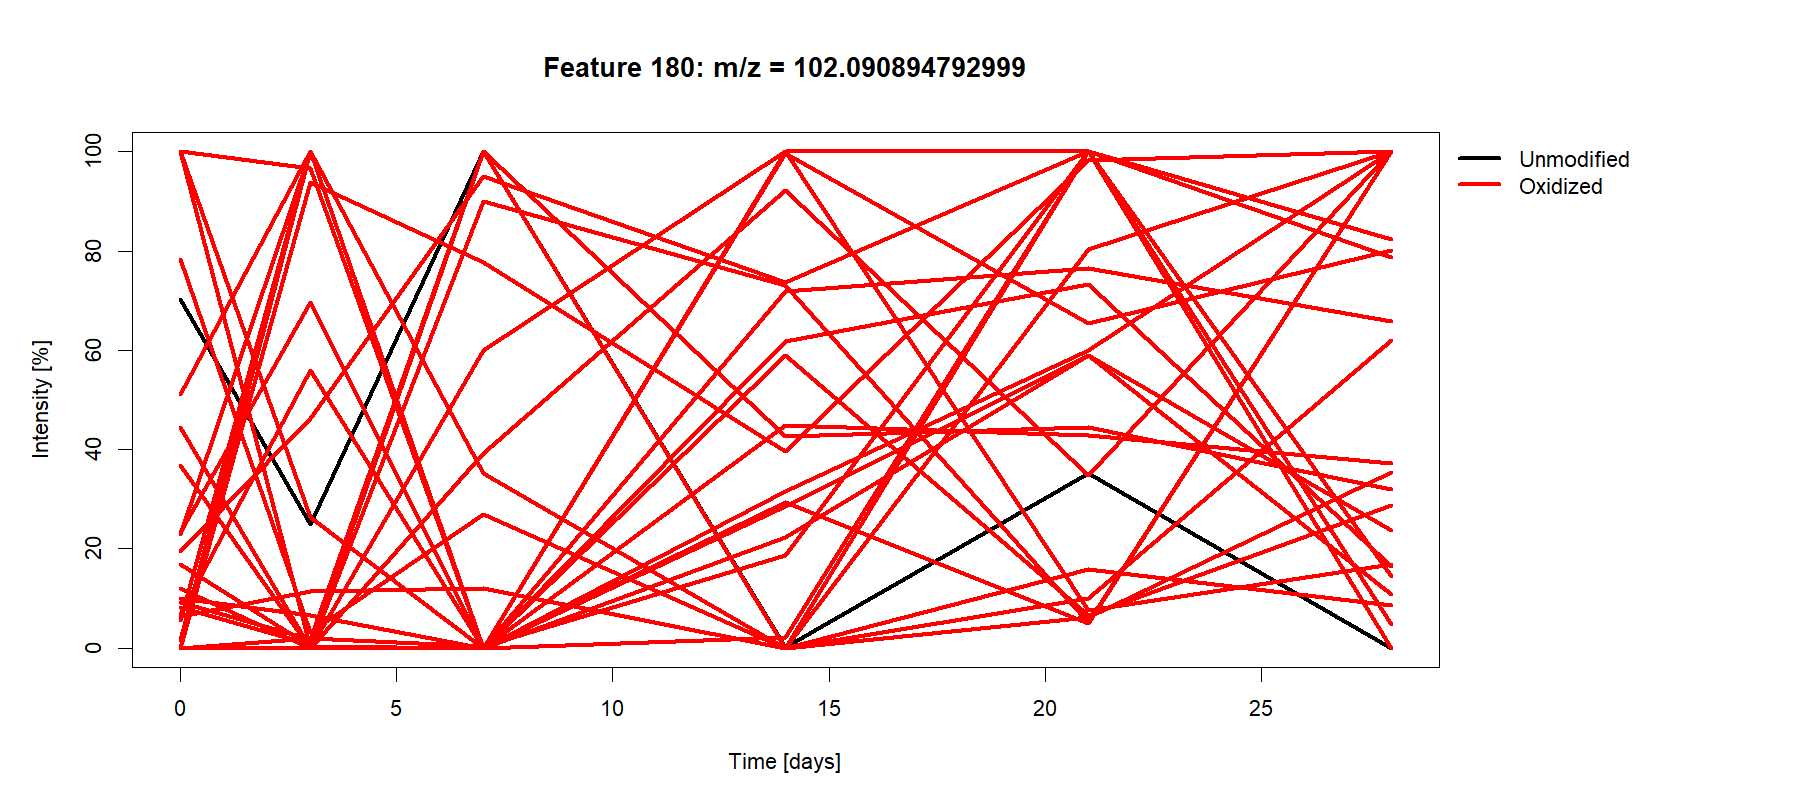 Feature 180: m/z = 102.090894792999
Unmodified
Oxidized
100
80
60
40
20
0
Intensity [%]
0 5 10 15 20 25
Time [days]